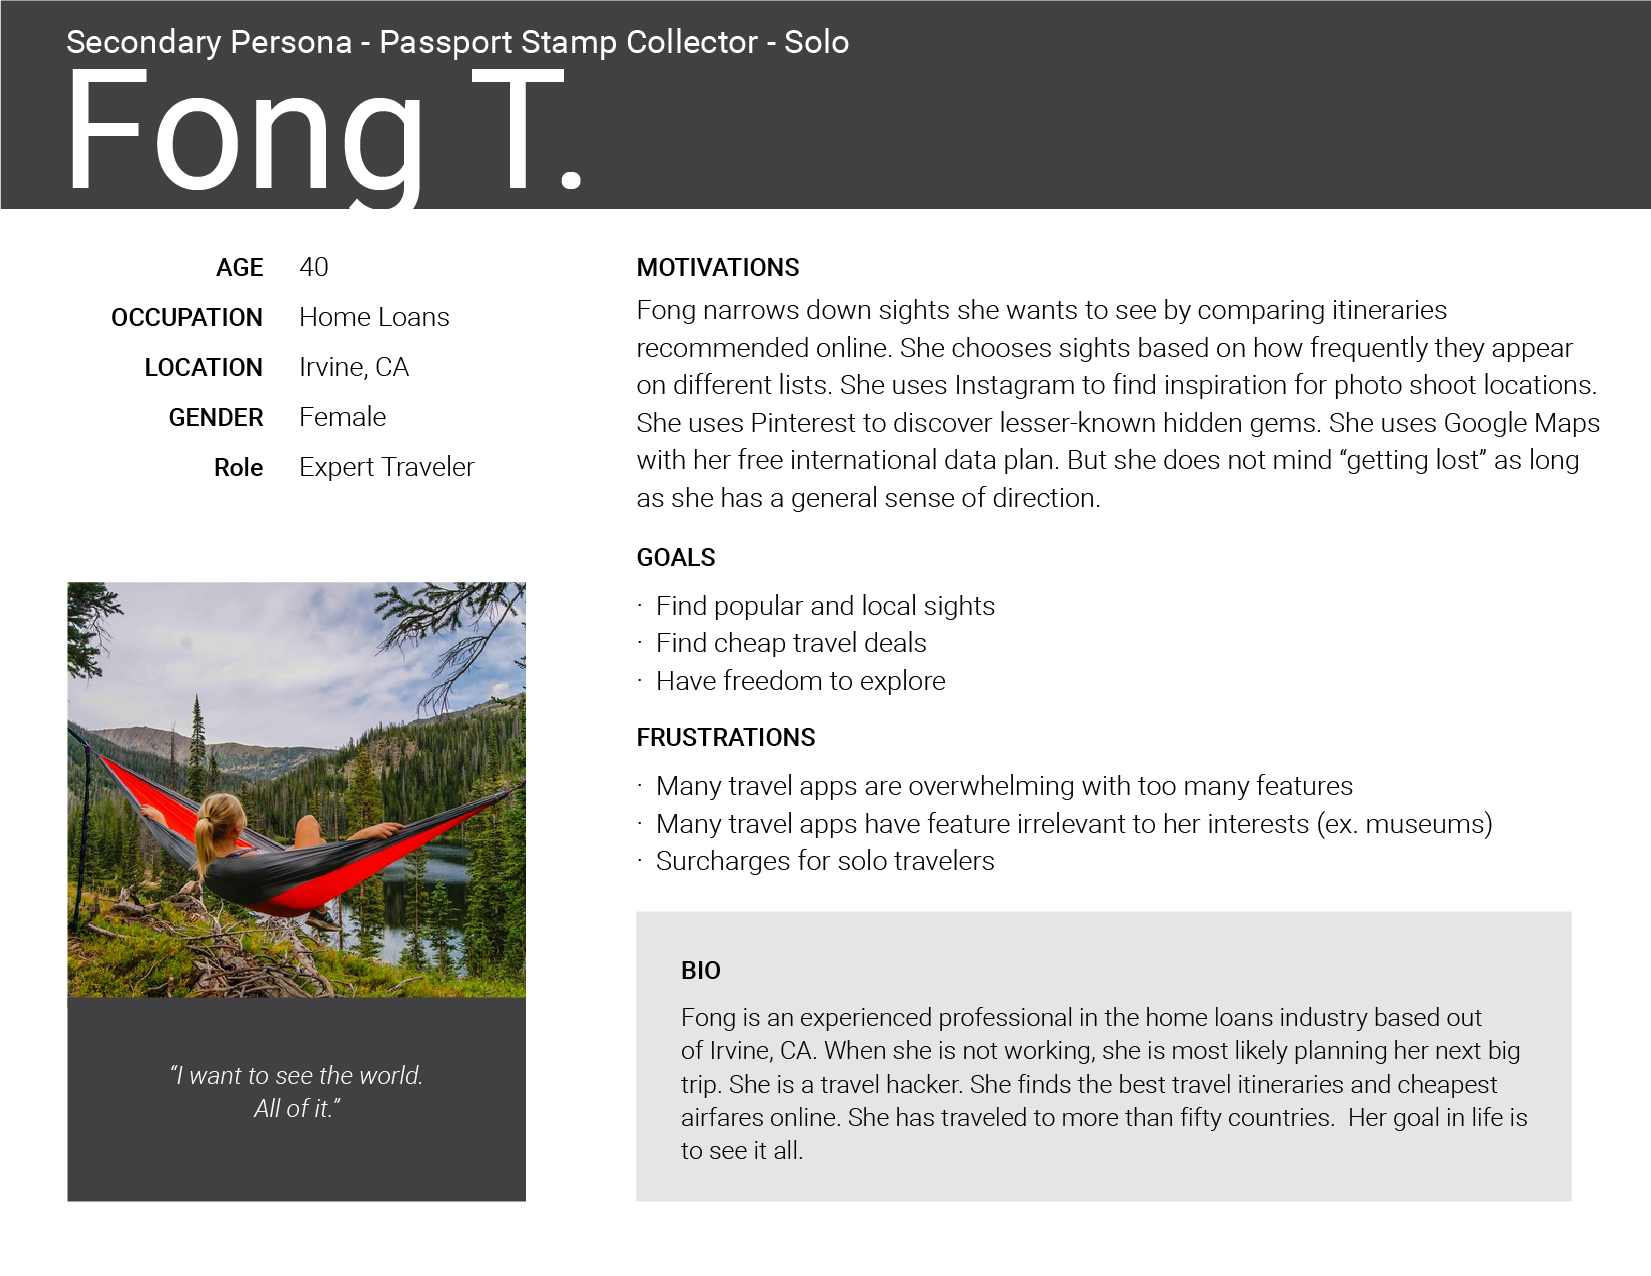 Secondary Persona - Passport Stamp Collector - Solo
Fong T.
AGE 40
OCCUPATION Home Loans
LOCATION Irvine, CA
GENDER Female
Role Expert Traveler
“I want to see the world.
All of it.”
MOTIVATIONS
Fong narrows down sights she wants to see by comparing itineraries
recommended online. She chooses sights based on how frequently they appear
on different lists. She uses Instagram to find inspiration for photo shoot locations.
She uses Pinterest to discover lesser-known hidden gems. She uses Google Maps
with her free international data plan. But she does not mind “getting lost” as long
as she has a general sense of direction.
GOALS
· Find popular and local sights
· Find cheap travel deals
· Have freedom to explore
FRUSTRATIONS
· Many travel apps are overwhelming with too many features
· Many travel apps have feature irrelevant to her interests (ex. museums)
· Surcharges for solo travelers
BIO
Fong is an experienced professional in the home loans industry based out
of Irvine, CA. When she is not working, she is most likely planning her next big
trip. She is a travel hacker. She finds the best travel itineraries and cheapest
airfares online. She has traveled to more than fifty countries.  Her goal in life is
to see it all.